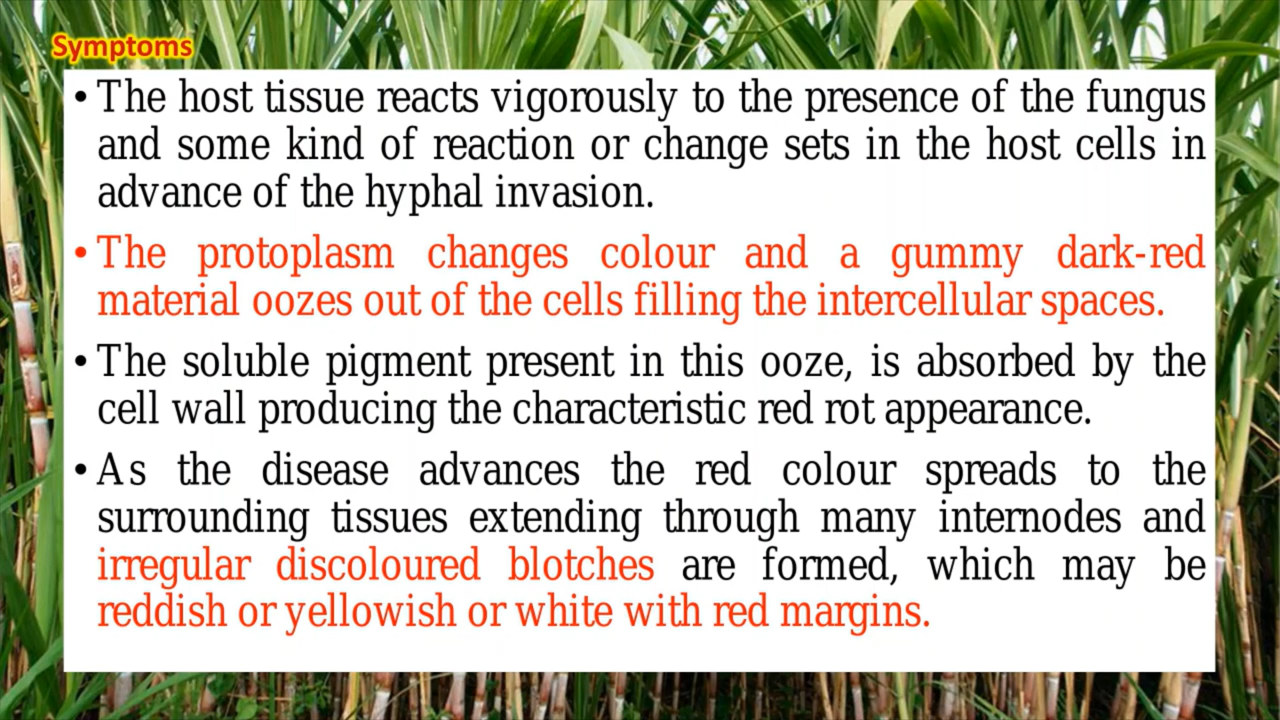 Symptoms
• The host tissue reacts vigorously to the presence of the fungus
and some kind of reaction or change sets in the host cells in
advance of the hyphal invasion.
• The protoplasm changes colour and a gummy dark-red
material oozes out of the cells filling the intercellular spaces.
• The soluble pigment present in this ooze, is absorbed by the
cell wall producing the characteristic red rot appearance.
• As the disease advances the red colour spreads to the
surrounding tissues extending through many internodes and
irregular discoloured blotches are formed, which may be
reddish or yellowish or white with red margins.